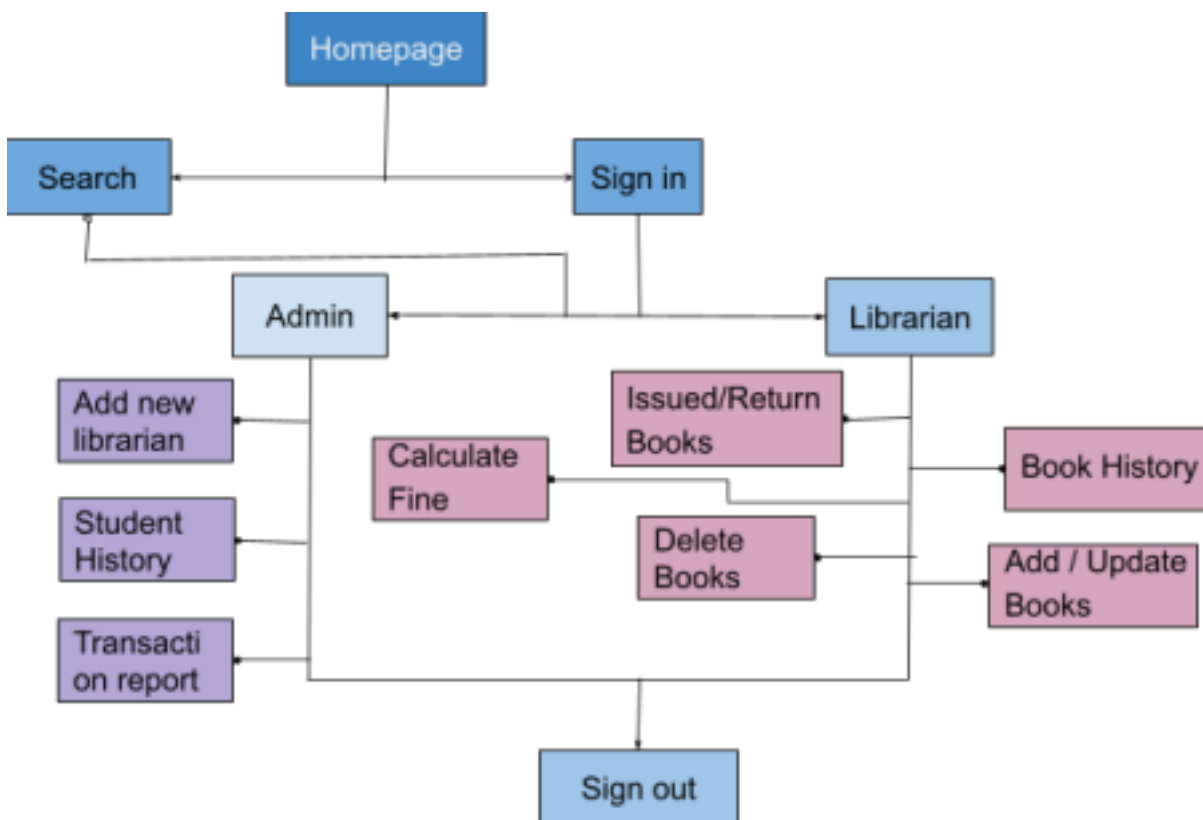 Homepage
Search
Sign in
Admin
Librarian
Add new
librarian
Issued/Return
Books
Calculate
Fine
Book History
Student
History
Delete
Books
Add / Update
Books
Transacti
on report
Sign out